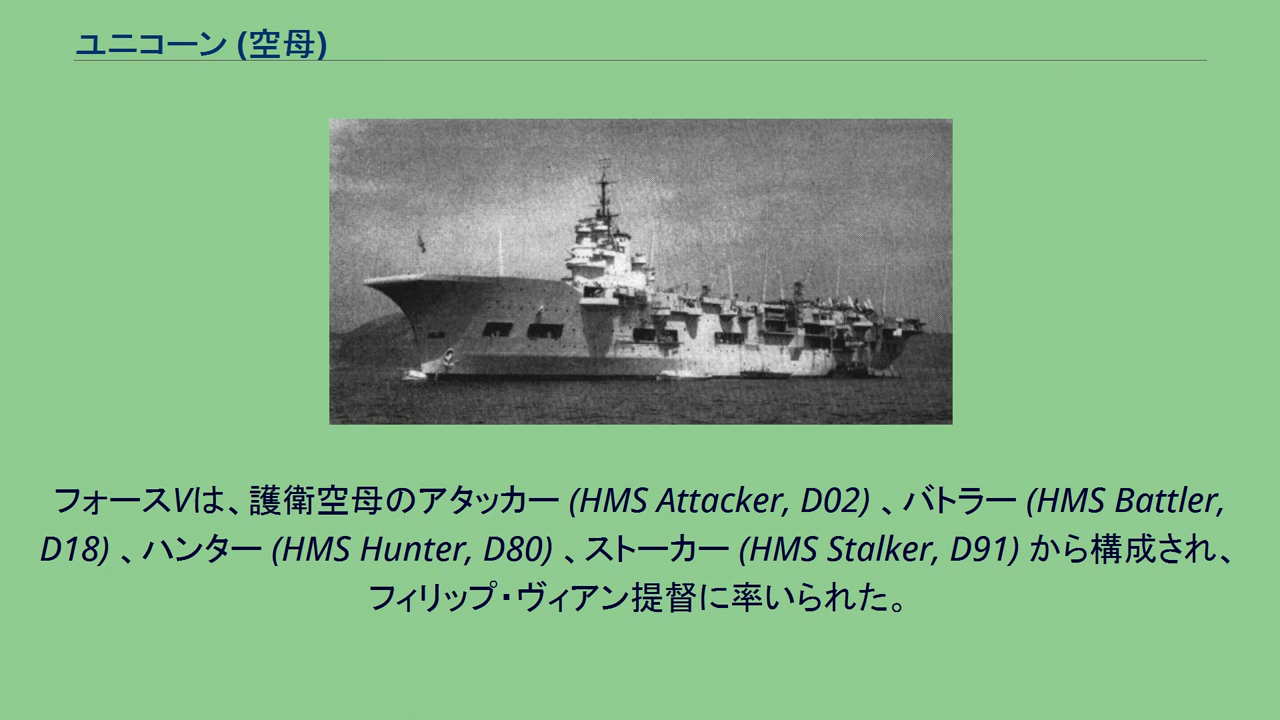 ユニコーン (空母)
フォースVは、護衛空母のアタッカー (HMS Attacker, D02) 、バトラー (HMS Battler,
D18) 、ハンター (HMS Hunter, D80) 、ストーカー (HMS Stalker, D91) から構成され、
フィリップ・ヴィアン提督に率いられた。